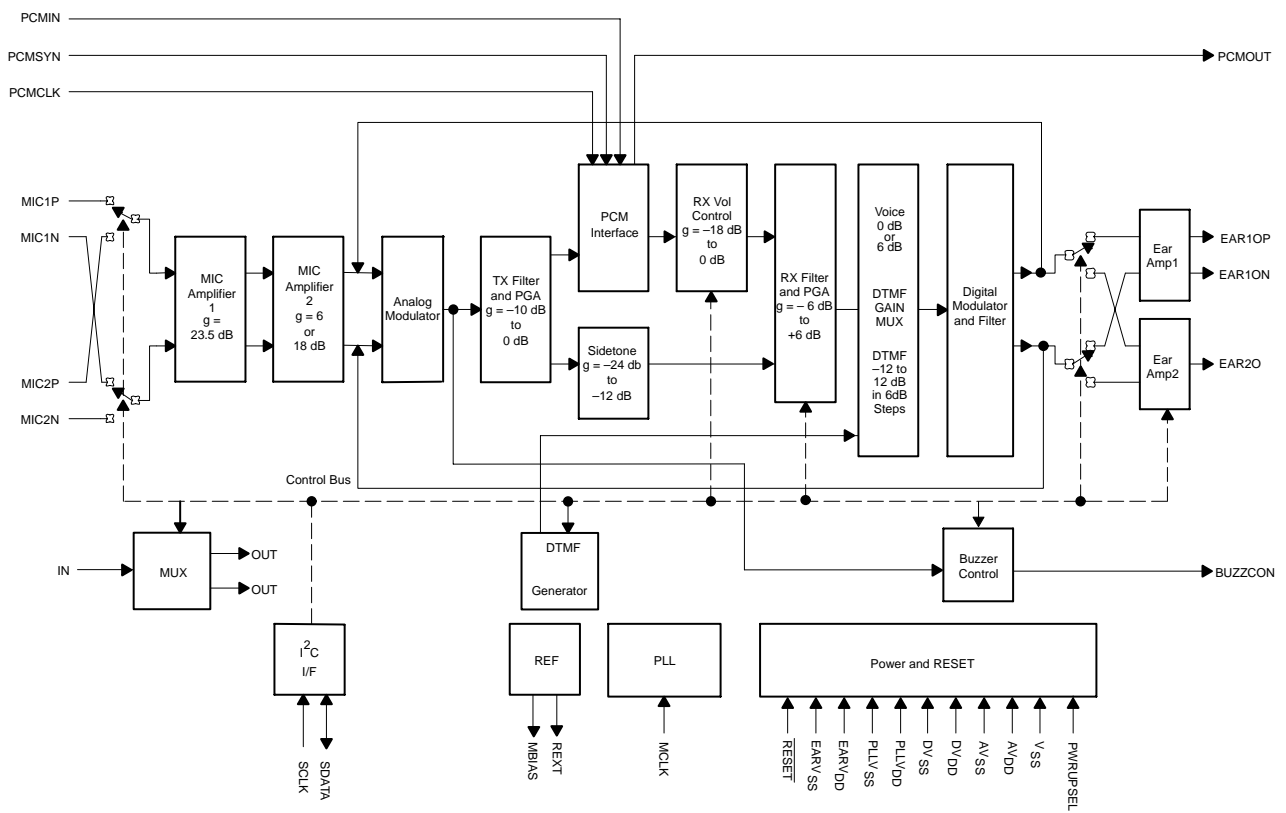 PCMIN
PCMSYN
PCMCLK
PCMOUT
MIC1P
MIC1N
MIC2P
MIC2N
MIC
Amplifier
1
g =
23.5 dB
MIC
Amplifier
2
g = 6
or
18 dB
Analog
Modulator
TX Filter
and PGA
g = –10 dB
to
0 dB
PCM
Interface
Sidetone
g = –24 db
to
–12 dB
RX Vol
Control
g = –18 dB
to
0 dB
RX Filter
and PGA
g = – 6 dB
to
+6 dB
Voice
0 dB
or
6 dB
DTMF
GAIN
MUX
DTMF
–12 to
12 dB
in 6dB
Steps
Digital
Modulator
and Filter
Ear
Amp1
Ear
Amp2
EAR1OP
EAR1ON
EAR2O
Control Bus
IN
MUX
OUT
OUT
DTMF
Generator
Buzzer
Control
BUZZCON
I2C
I/F
REF
PLL
Power and RESET
SCLK
SDATA
MBIAS
REXT
MCLK
RESET
EARVSS
EARVDD
PLLVSS
PLLVDD
DVSS
DVDD
AVSS
AVDD
VSS
PWRUPSEL